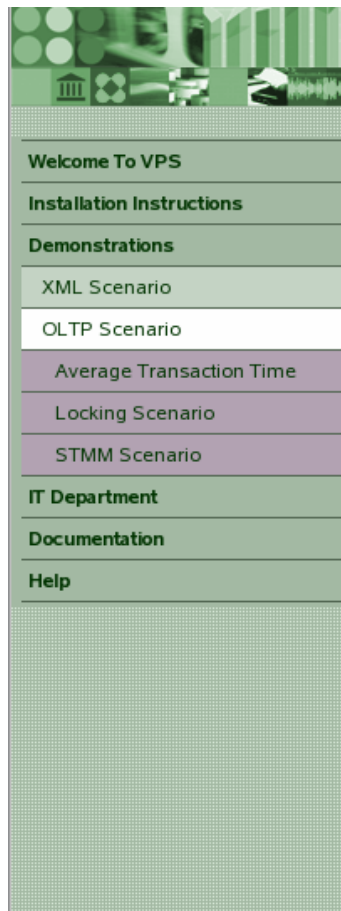 Welcome To VPS
Installation Instructions
Demonstrations
XML Scenario
OLTP Scenario
Average Transaction Time
Locking Scenario
STMM Scenario
IT Department
Documentation
Help